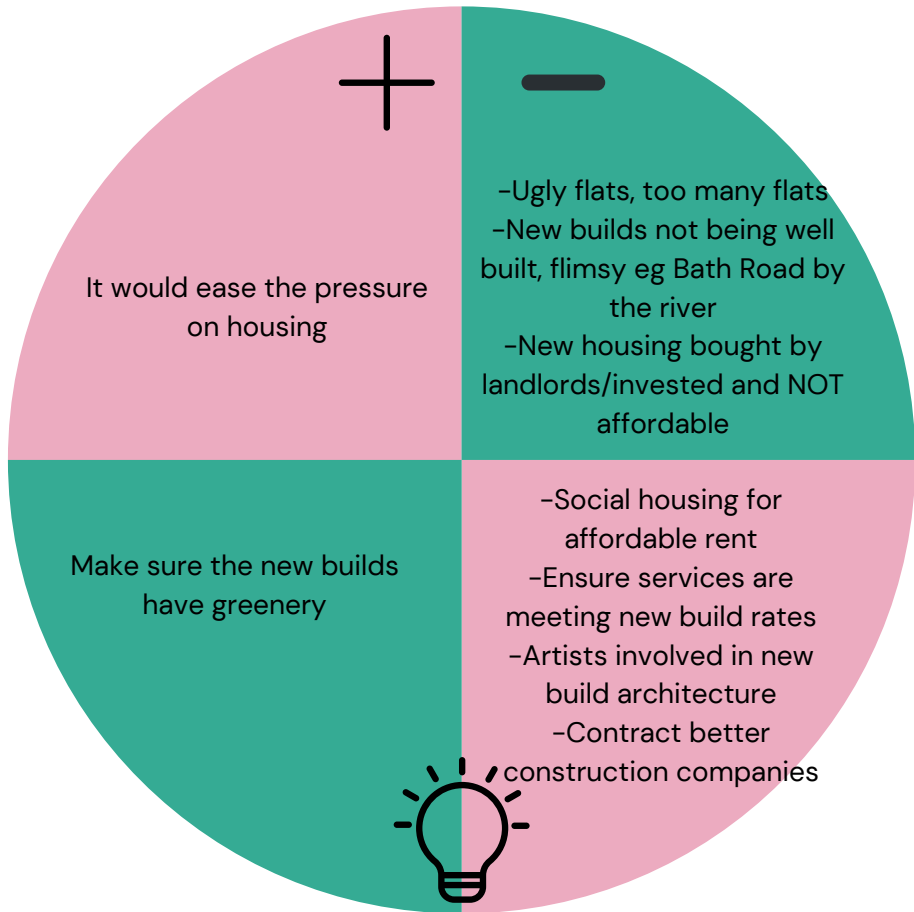 It would ease the pressure
on housing
-Ugly flats, too many flats
-New builds not being well
built, flimsy eg Bath Road by
the river
-New housing bought by
landlords/invested and NOT
affordable
Make sure the new builds
have greenery
-Social housing for
affordable rent
-Ensure services are
meeting new build rates
-Artists involved in new
build architecture
-Contract better
construction companies